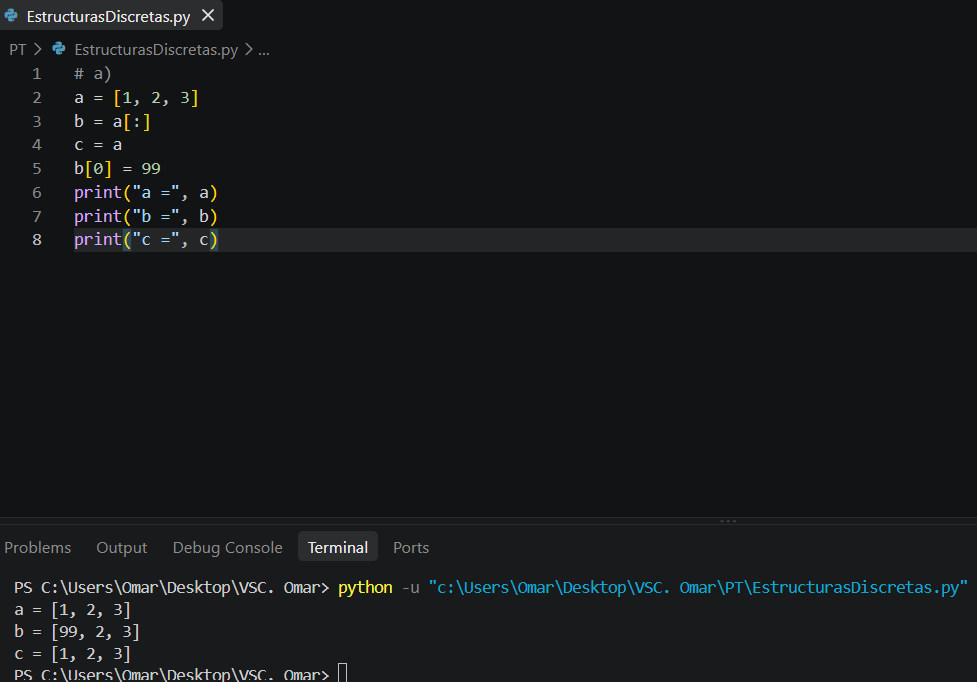 EstructurasDiscretas.py
PT > EstructurasDiscretas.py > ...
1 # a)
2 a = [1, 2, 3]
3 b = a[:]
4 c = a
5 b[0] = 99
6 print("a =", a)
7 print("b =", b)
8 print("c =", c)
Problems Output Debug Console Terminal Ports
PS C:\Users\Omar\Desktop\VSC. Omar> python -u "c:\Users\Omar\Desktop\VSC. Omar\PT\EstructurasDiscretas.py"
a = [1, 2, 3]
b = [99, 2, 3]
c = [1, 2, 3]
PS C:\Users\Omar\Desktop\VSC. Omar>